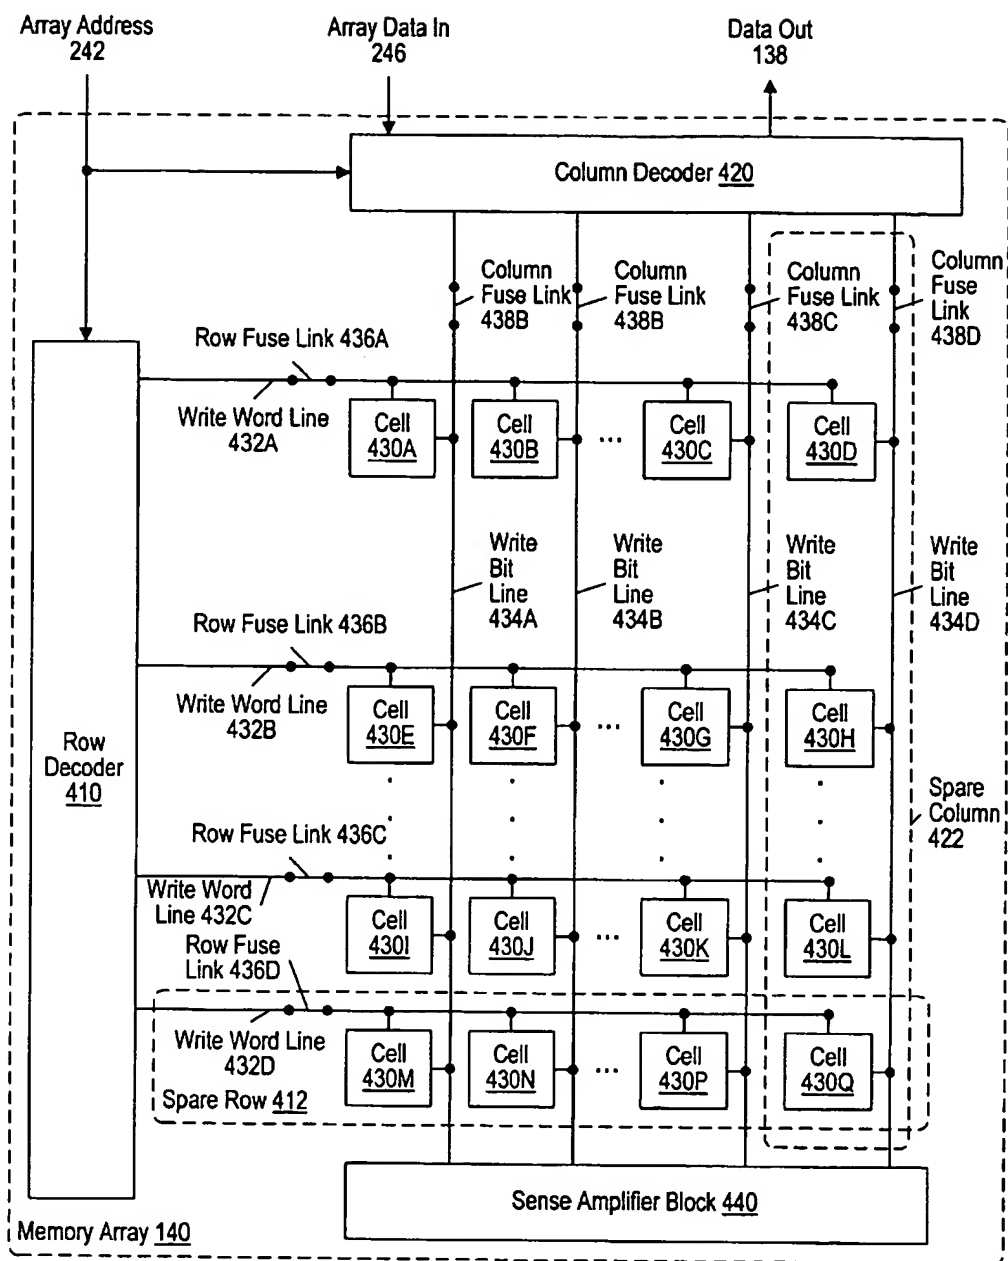 Array Address
242
Array Data In
246
Data Out
138
Column Decoder 420
Column
Fuse Link
438B
Column
Fuse Link
438B
Column
Fuse Link
438C
Column
Fuse
Link
438D
Row Fuse Link 436A
Write Word Line
432A
Cell
430A
Cell
430B
...
Cell
430C
Cell
430D
Write
Bit
Line
434A
Write
Bit
Line
434B
Write
Bit
Line
434C
Write
Bit
Line
434D
Row Fuse Link 436B
Write Word Line
432B
Cell
430E
Cell
430F
...
Cell
430G
Cell
430H
Row
Decoder
410
Spare
Column
422
Row Fuse Link 436C
Write Word
Line 432C
Cell
430I
Cell
430J
...
Cell
430K
Cell
430L
Row Fuse
Link 436D
Write Word Line
432D
Cell
430M
Cell
430N
...
Cell
430P
Cell
430Q
Spare Row 412
Sense Amplifier Block 440
Memory Array 140